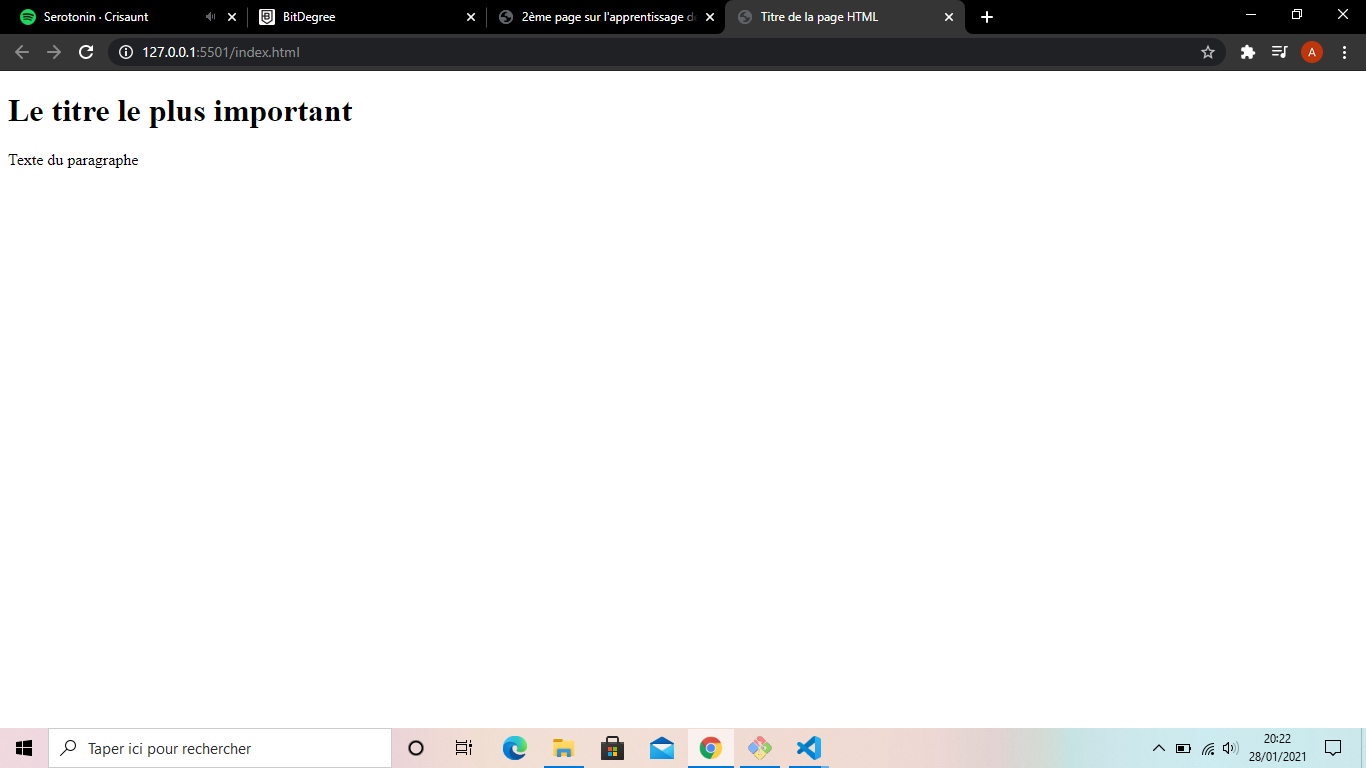 Serotonin · Crisaunt
BitDegree
2ème page sur l'apprentissage d
Titre de la page HTML
127.0.0.1:5501/index.html
A
Le titre le plus important
Texte du paragraphe
Taper ici pour rechercher
20:22
28/01/2021